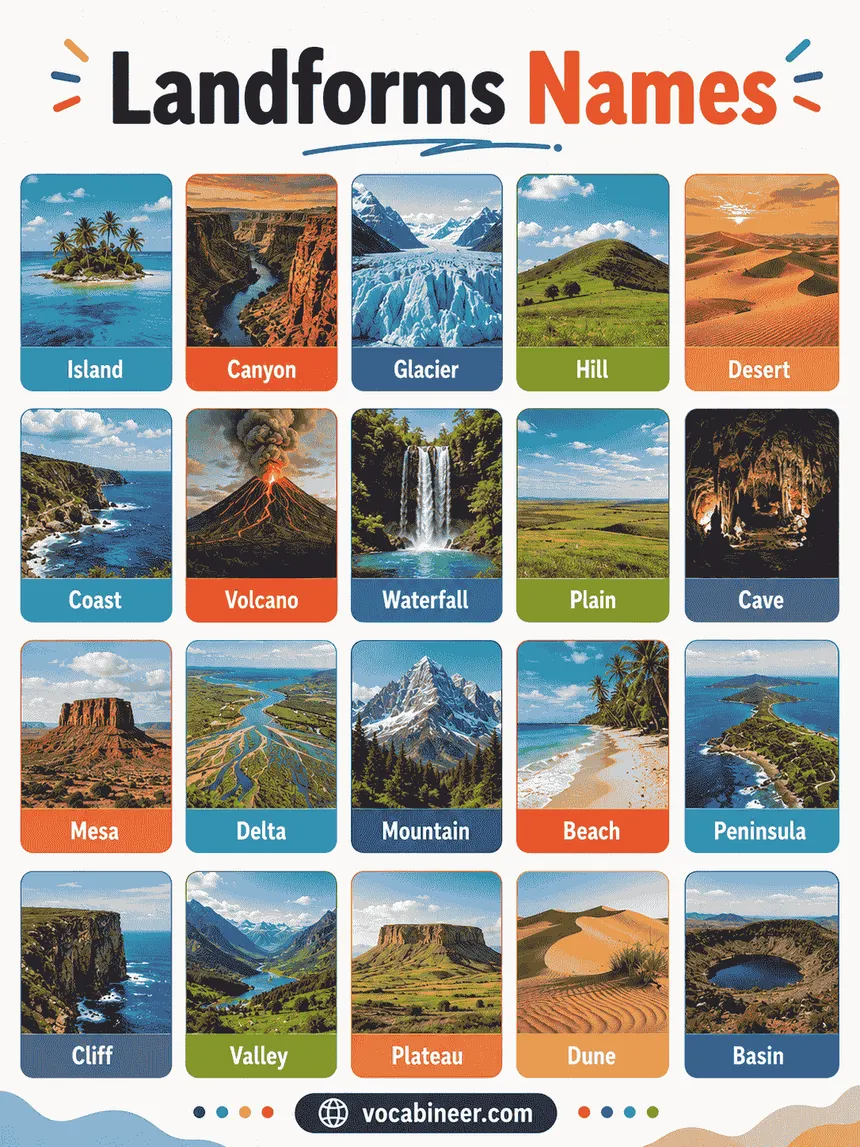 Landforms Names
Island
Canyon
Glacier
Hill
Desert
Coast
Volcano
Waterfall
Plain
Cave
Mesa
Delta
Mountain
Beach
Peninsula
Cliff
Valley
Plateau
Dune
Basin
vocabineer.com